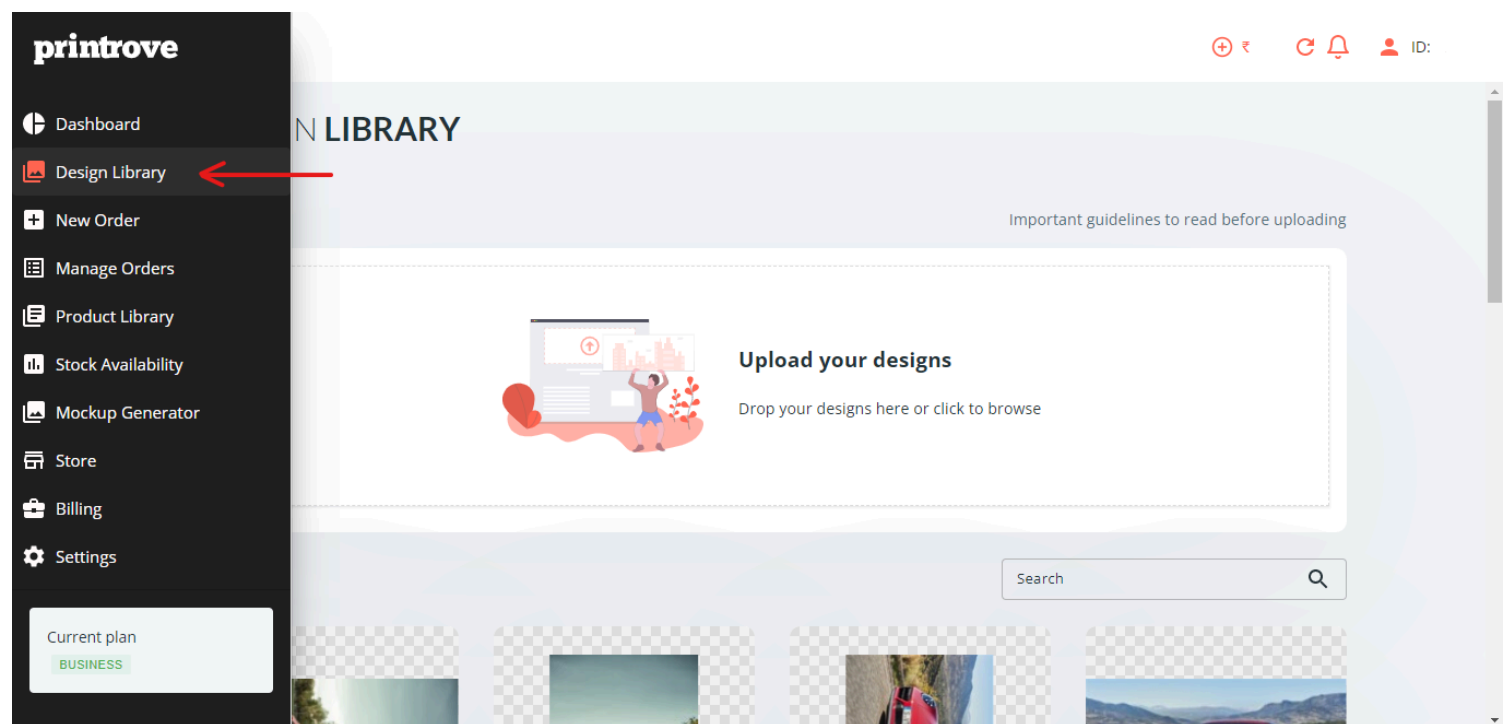 printrove
₹
ID:
Dashboard
Design Library
New Order
Manage Orders
Product Library
Stock Availability
Mockup Generator
Store
Billing
Settings
Current plan
BUSINESS
N LIBRARY
Important guidelines to read before uploading
Upload your designs
Drop your designs here or click to browse
Search